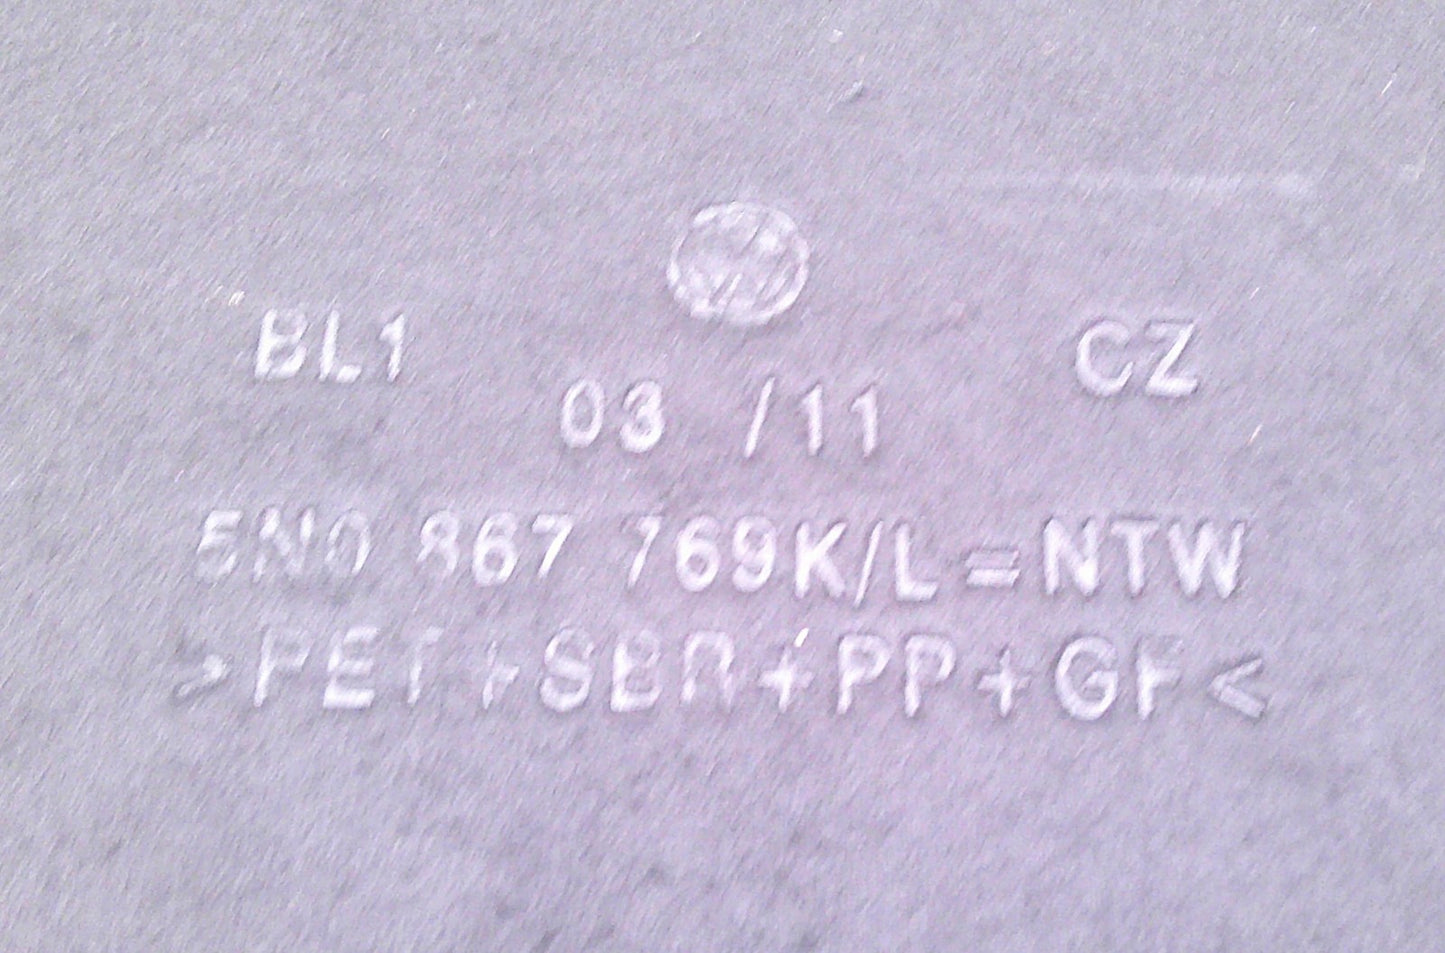 BL1 CZ
03 /11
5N0 867 769K/L=NTW
>PET+SBR+PP+GF<